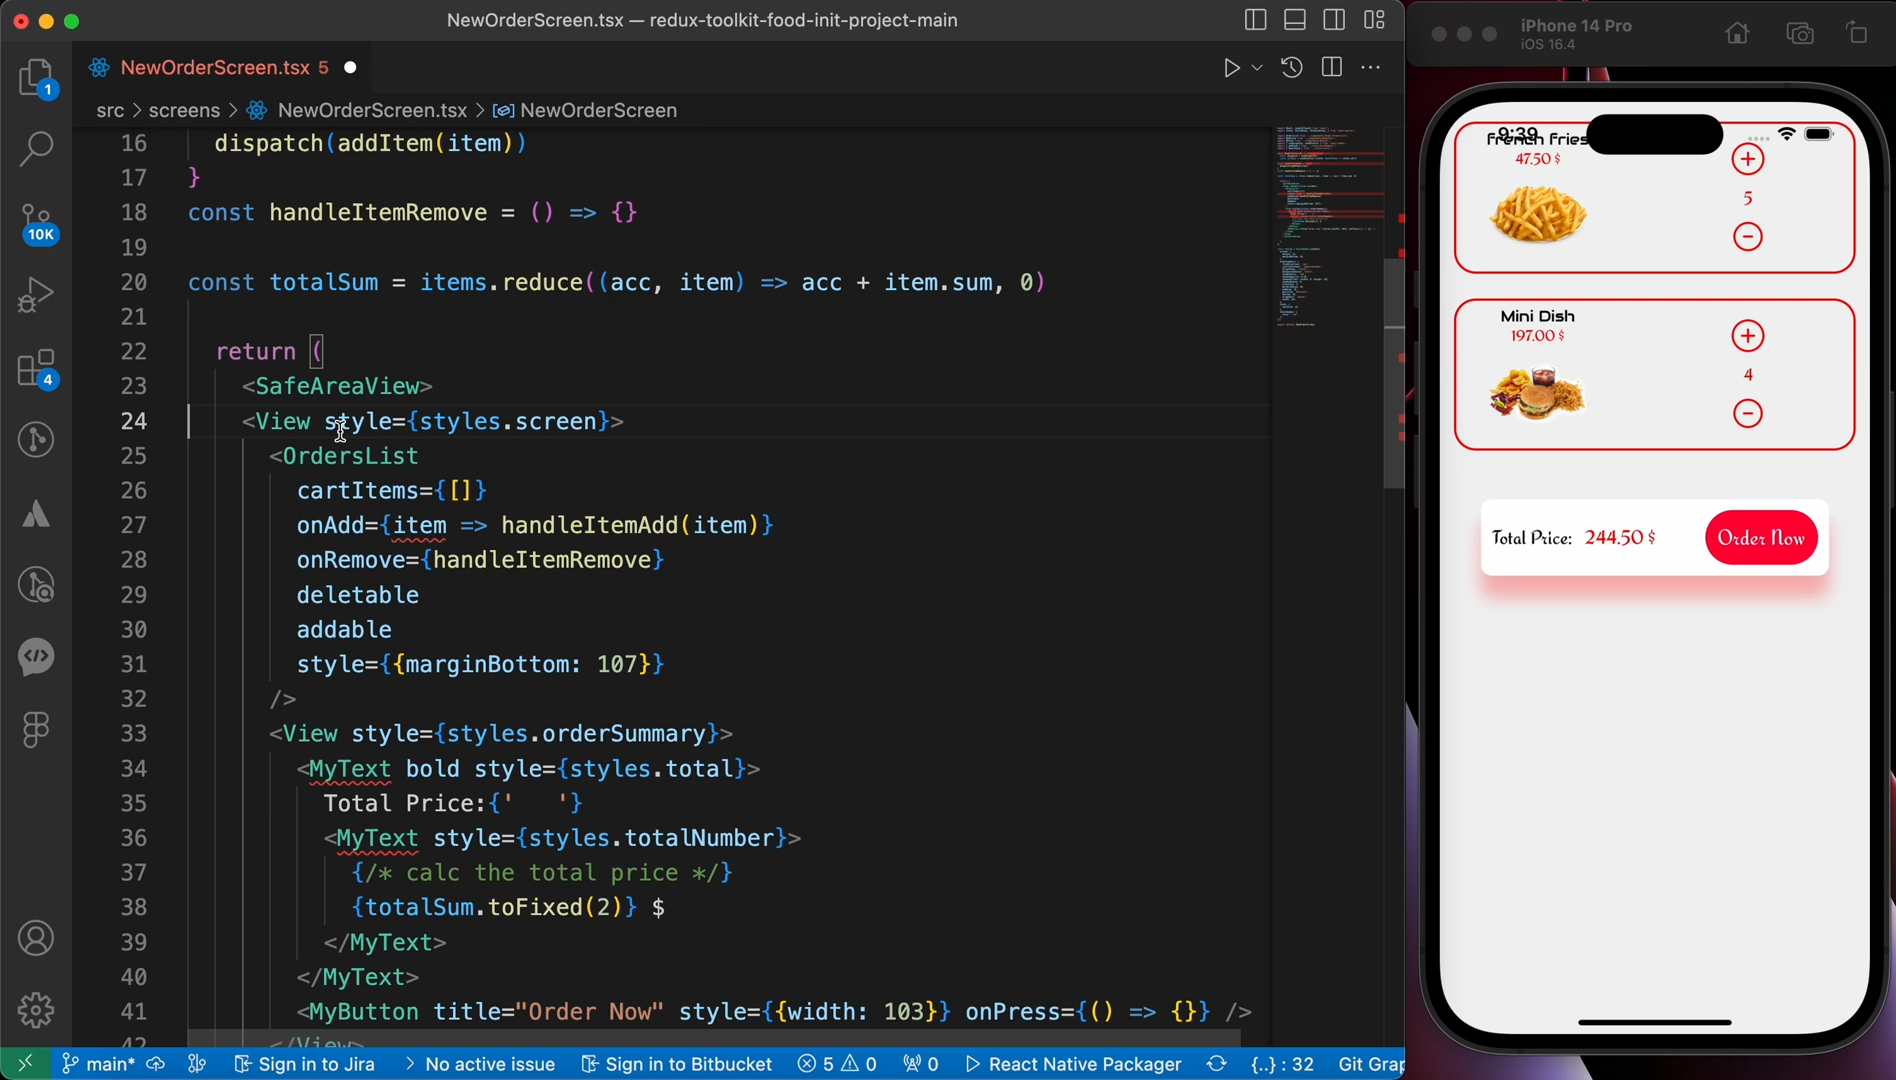 NewOrderScreen.tsx — redux-toolkit-food-init-project-main
NewOrderScreen.tsx 5
src > screens > NewOrderScreen.tsx > NewOrderScreen
1
10K
4
16 dispatch(addItem(item))
17 }
18 const handleItemRemove = () => {}
19
20 const totalSum = items.reduce((acc, item) => acc + item.sum, 0)
21
22 return (
23 <SafeAreaView>
24 <View style={styles.screen}>
25 <OrdersList
26 cartItems={[]}
27 onAdd={item => handleItemAdd(item)}
28 onRemove={handleItemRemove}
29 deletable
30 addable
31 style={{marginBottom: 107}}
32 />
33 <View style={styles.orderSummary}>
34 <MyText bold style={styles.total}>
35 Total Price:{'   '}
36 <MyText style={styles.totalNumber}>
37 {/* calc the total price */}
38 {totalSum.toFixed(2)} $
39 </MyText>
40 </MyText>
41 <MyButton title="Order Now" style={{width: 103}} onPress={() => {}} />
42 </View>
main* Sign in to Jira > No active issue Sign in to Bitbucket 5 0 0 React Native Packager {..} : 32 Git Grap
iPhone 14 Pro
iOS 16.4
9:39
French Fries
47.50 $
5
Mini Dish
197.00 $
4
Total Price: 244.50 $ Order Now